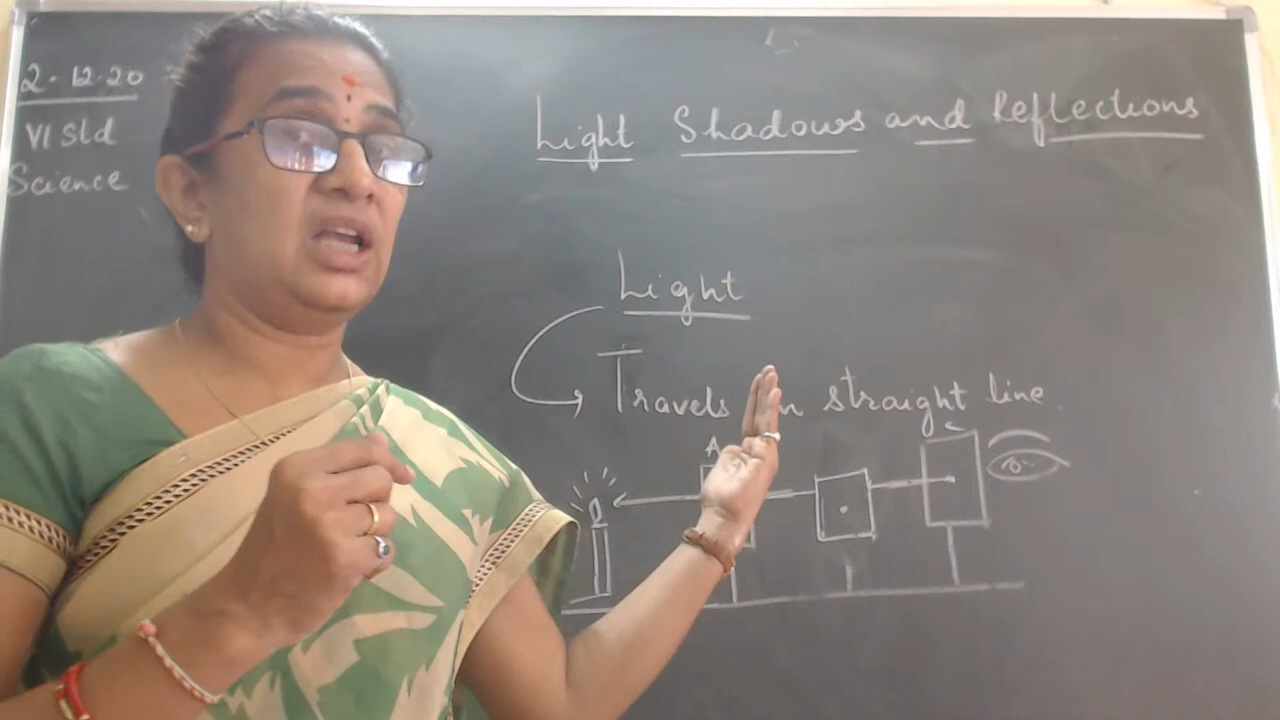 2.12.20
VI Std
Science
Light Shadows and Reflections
Light
Travels in straight line
A
C